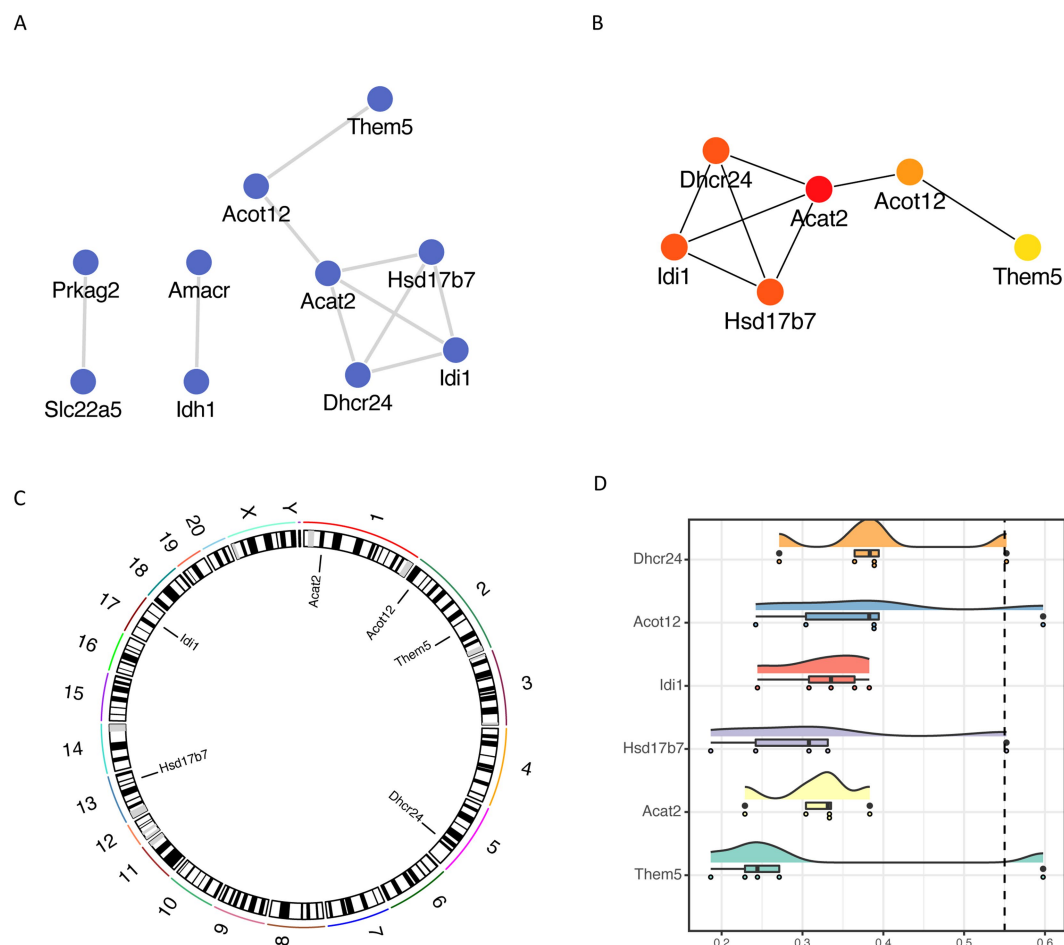 A
Them5
Acot12
Prkag2
Amacr
Acat2
Hsd17b7
Slc22a5
Idh1
Dhcr24
Idi1
B
Dhcr24
Acat2
Acot12
Idi1
Them5
Hsd17b7
C
1
2
3
4
5
6
7
8
9
10
11
12
13
14
15
16
17
18
19
20
X
Y
Acat2
Acot12
Them5
Idi1
Hsd17b7
Dhcr24
D
Dhcr24
Acot12
Idi1
Hsd17b7
Acat2
Them5
0.2
0.3
0.4
0.5
0.6